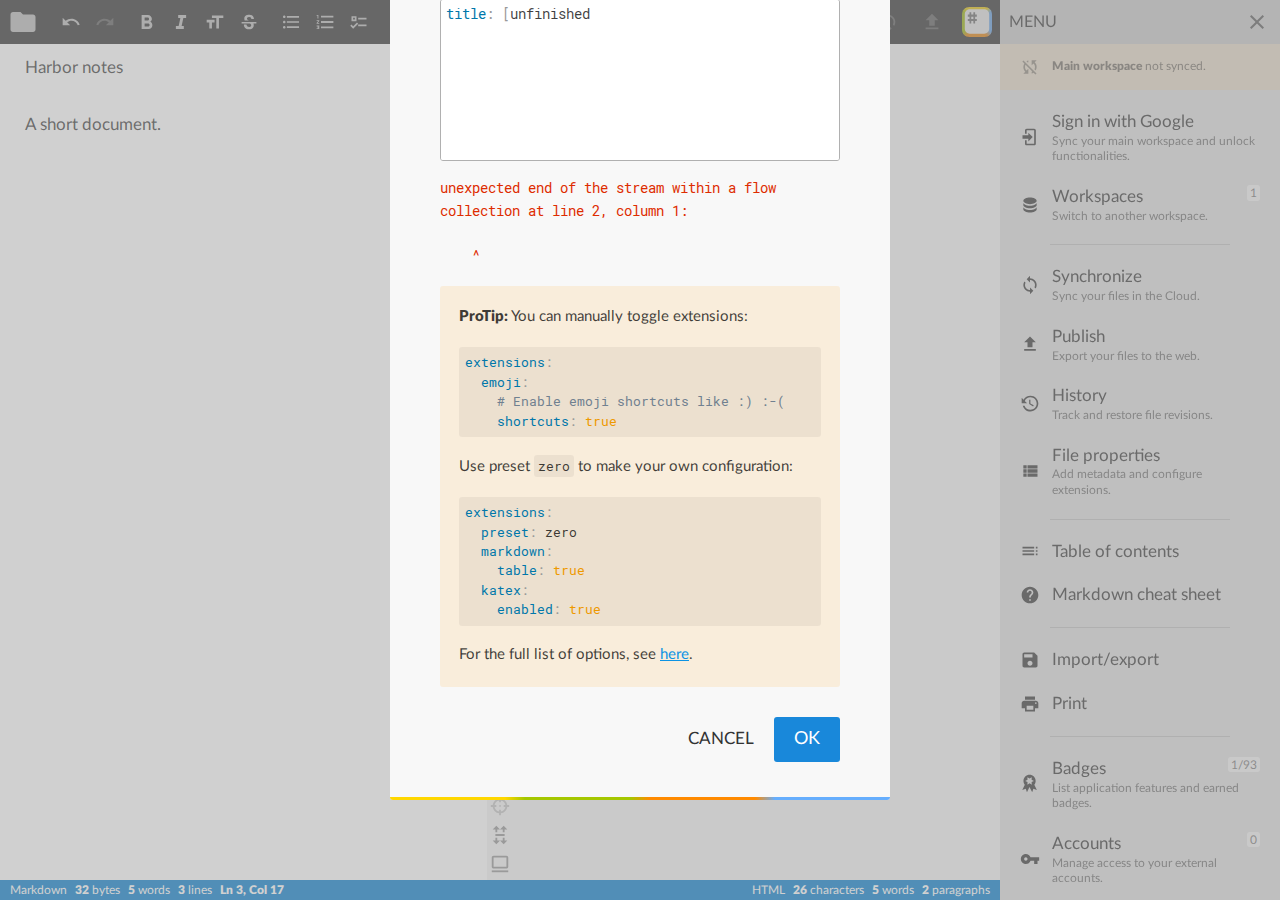 MENU
Harbor notes
A short document.
title: [unfinished
unexpected end of the stream within a flow
collection at line 2, column 1:
^
ProTip: You can manually toggle extensions:
extensions:
  emoji:
    # Enable emoji shortcuts like :) :-(
    shortcuts: true
Use preset zero to make your own configuration:
extensions:
  preset: zero
  markdown:
    table: true
  katex:
    enabled: true
For the full list of options, see here.
CANCEL OK
Main workspace not synced.
Sign in with Google
Sync your main workspace and unlock
functionalities.
Workspaces 1
Switch to another workspace.
Synchronize
Sync your files in the Cloud.
Publish
Export your files to the web.
History
Track and restore file revisions.
File properties
Add metadata and configure
extensions.
Table of contents
Markdown cheat sheet
Import/export
Print
Badges 1/93
List application features and earned
badges.
Accounts 0
Manage access to your external
accounts.
Markdown 32 bytes 5 words 3 lines Ln 3, Col 17
HTML 26 characters 5 words 2 paragraphs